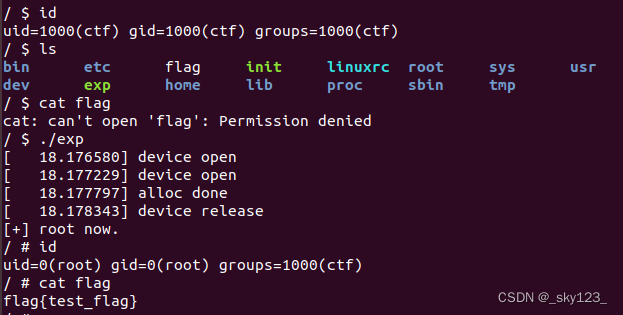 / $ id
uid=1000(ctf) gid=1000(ctf) groups=1000(ctf)
/ $ ls
bin      etc      flag     init     linuxrc  root     sys      usr
dev      exp      home     lib      proc     sbin     tmp
/ $ cat flag
cat: can't open 'flag': Permission denied
/ $ ./exp
[   18.176580] device open
[   18.177229] device open
[   18.177797] alloc done
[   18.178343] device release
[+] root now.
/ # id
uid=0(root) gid=0(root) groups=1000(ctf)
/ # cat flag
flag{test_flag}
CSDN @_sky123_